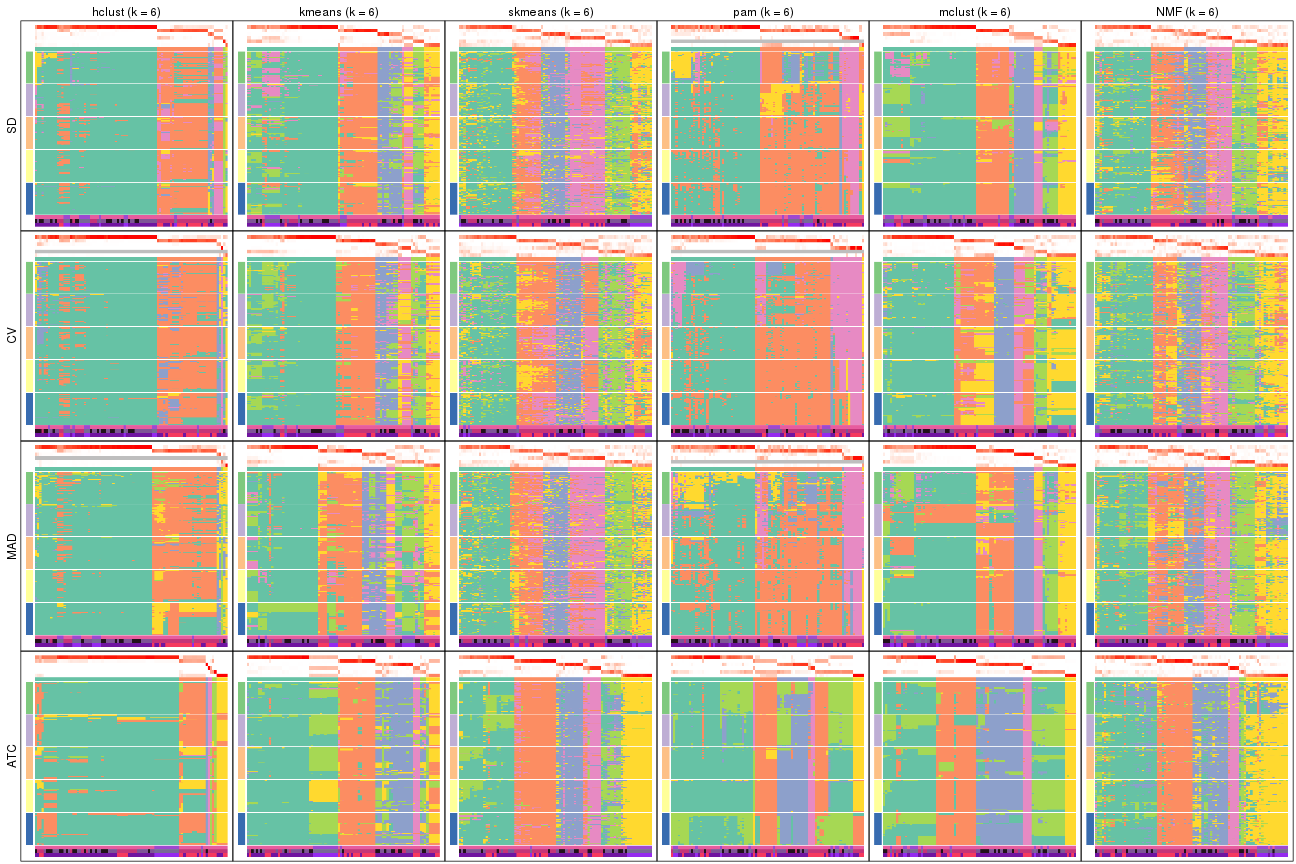 hclust (k = 6)
kmeans (k = 6)
skmeans (k = 6)
pam (k = 6)
mclust (k = 6)
NMF (k = 6)
SD
CV
MAD
ATC